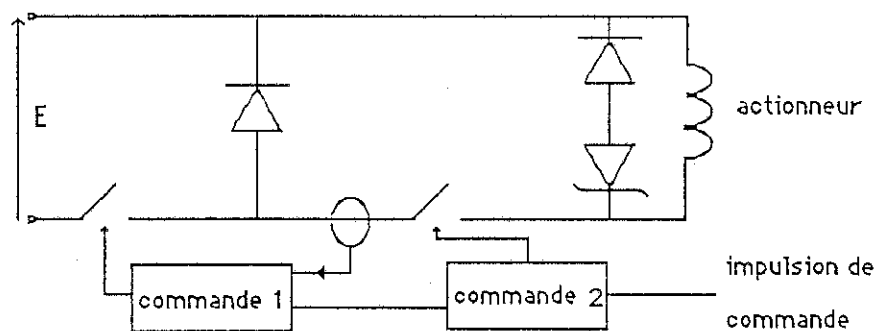 E
actionneur
commande 1
commande 2
impulsion de
commande